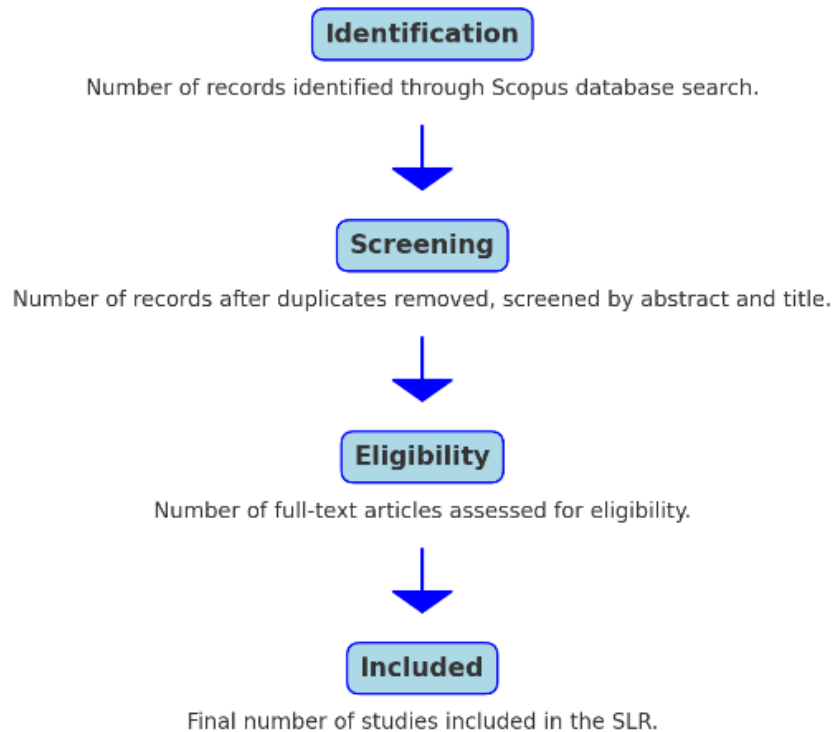 Identification
Number of records identified through Scopus database search.
Screening
Number of records after duplicates removed, screened by abstract and title.
Eligibility
Number of full-text articles assessed for eligibility.
Included
Final number of studies included in the SLR.